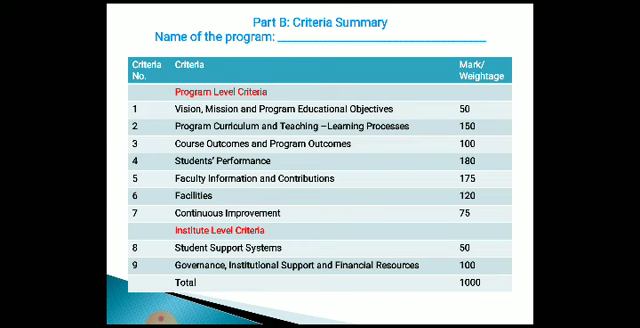 Part B: Criteria Summary
Name of the program: ________________________________
Criteria No. Criteria Mark/ Weightage
Program Level Criteria
1 Vision, Mission and Program Educational Objectives 50
2 Program Curriculum and Teaching –Learning Processes 150
3 Course Outcomes and Program Outcomes 100
4 Students' Performance 180
5 Faculty Information and Contributions 175
6 Facilities 120
7 Continuous Improvement 75
Institute Level Criteria
8 Student Support Systems 50
9 Governance, Institutional Support and Financial Resources 100
Total 1000